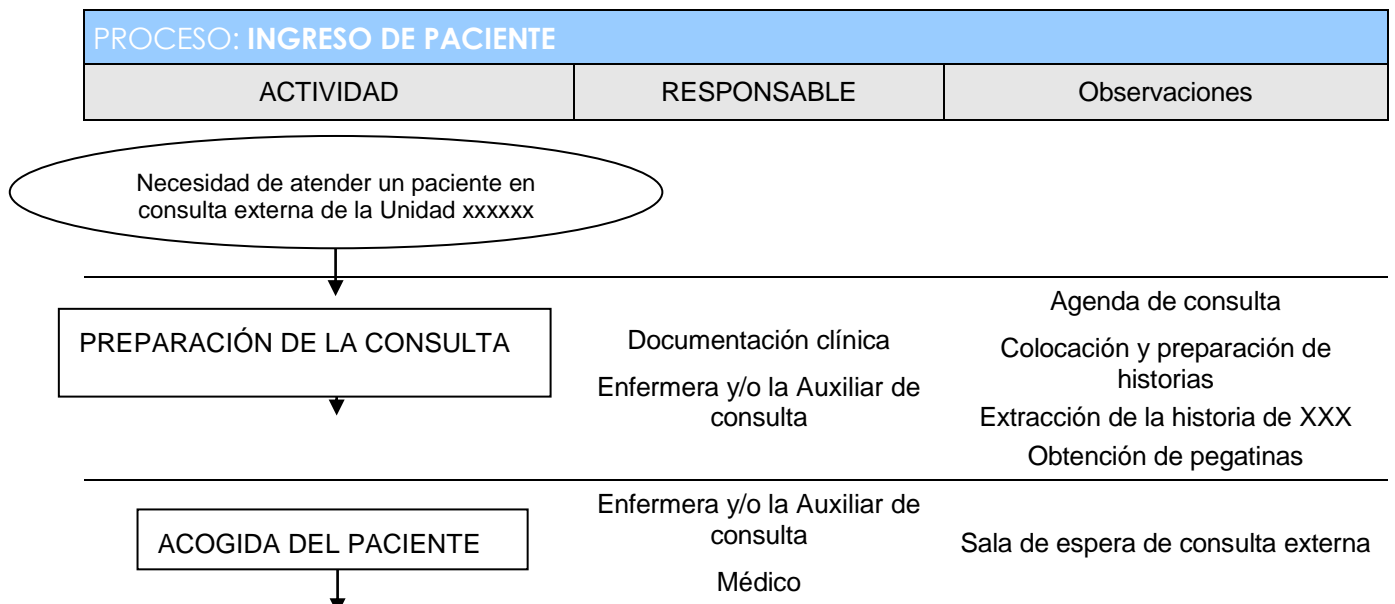 PROCESO: INGRESO DE PACIENTE
ACTIVIDAD
RESPONSABLE
Observaciones
Necesidad de atender un paciente en
consulta externa de la Unidad xxxxxx
PREPARACIÓN DE LA CONSULTA
Documentación clínica
Enfermera y/o la Auxiliar de
consulta
Agenda de consulta
Colocación y preparación de
historias
Extracción de la historia de XXX
Obtención de pegatinas
ACOGIDA DEL PACIENTE
Enfermera y/o la Auxiliar de
consulta
Médico
Sala de espera de consulta externa